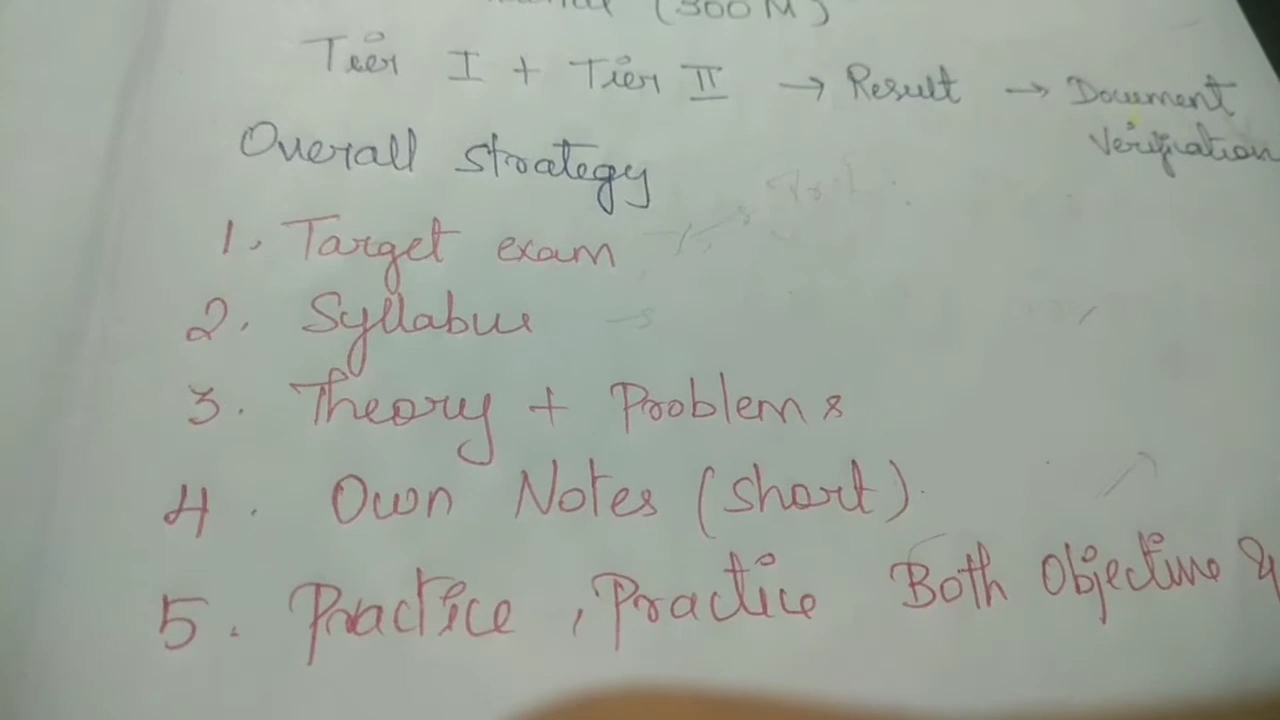 (300 M)
Tier I + Tier II → Result → Document
Verification
Overall strategy
1. Target exam
2. Syllabus
3. Theory + Problems
4. Own Notes (short).
5. Practice, Practice Both Objective &